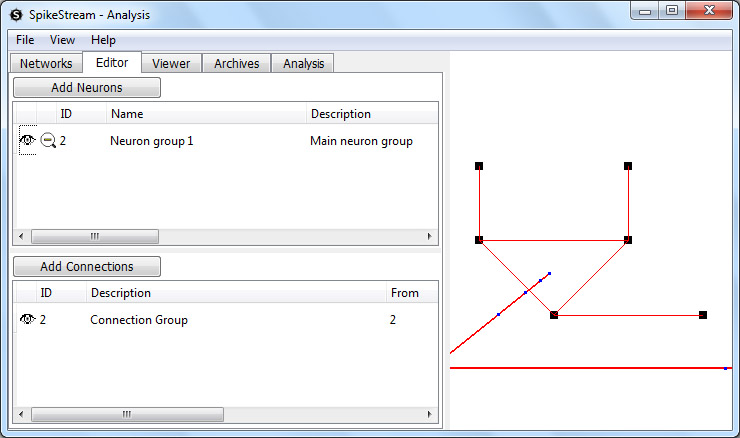 SpikeStream - Analysis
File View Help
Networks Editor Viewer Archives Analysis
Add Neurons
ID Name Description
2 Neuron group 1 Main neuron group
Add Connections
ID Description From
2 Connection Group 2